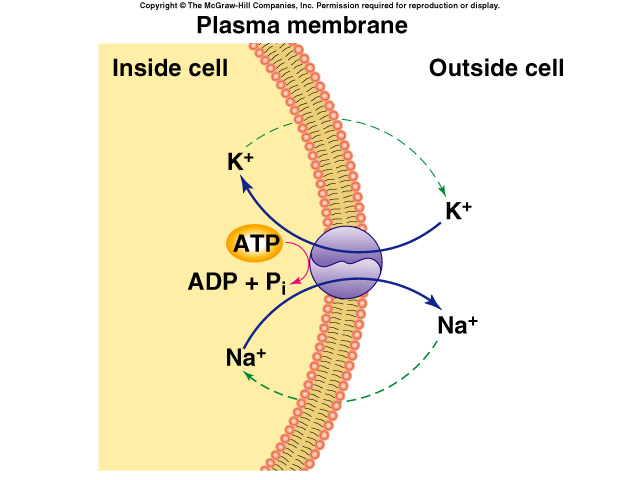 Copyright © The McGraw-Hill Companies, Inc. Permission required for reproduction or display.
Plasma membrane
Inside cell
Outside cell
K+
K+
ATP
ADP + Pi
Na+
Na+